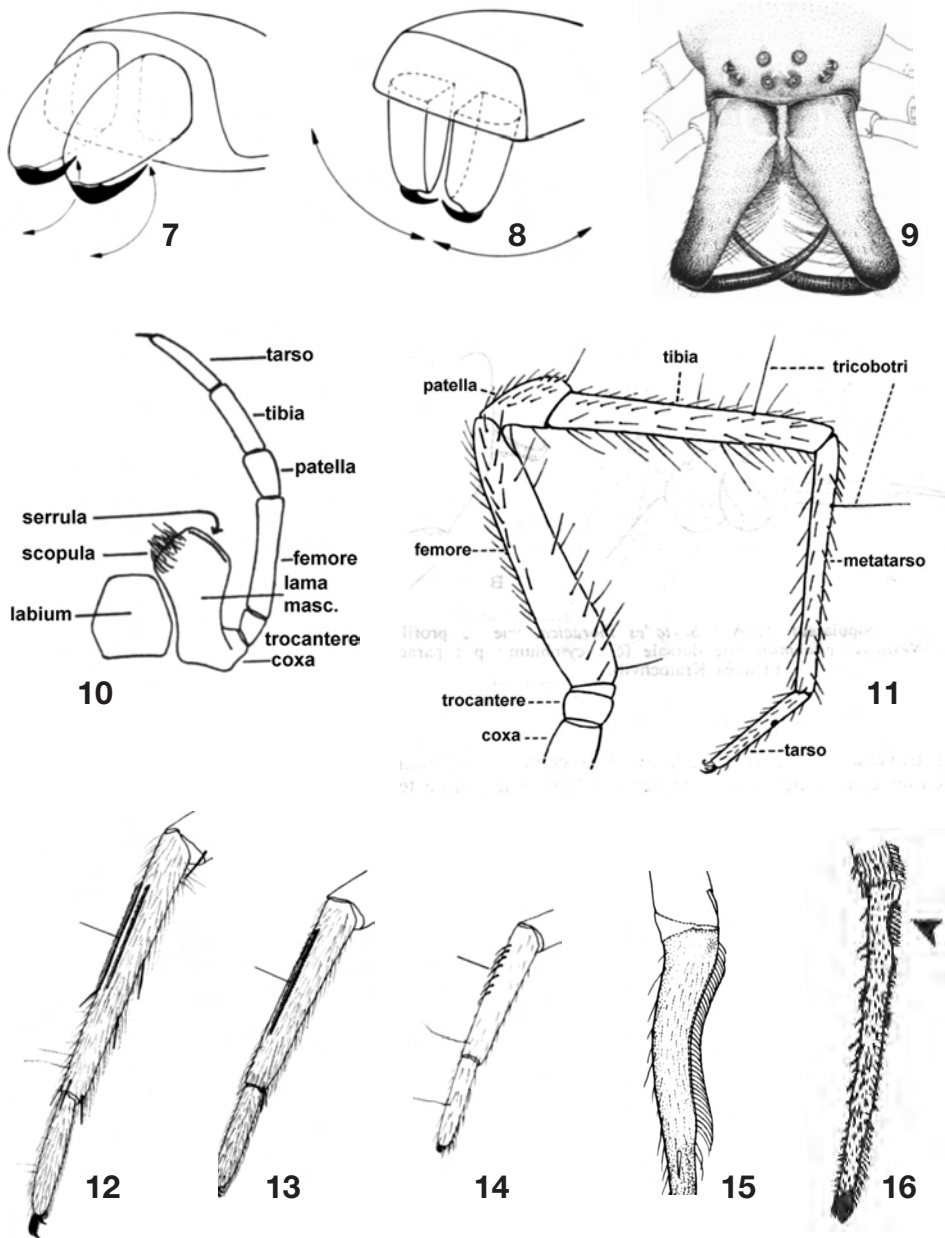 7
8
9
tarso
tibia
patella
serrula
scopula
labium
femore
lama
masc.
trocantere
coxa
10
tibia
tricobotri
patella
femore
metatarso
trocantere
coxa
tarso
11
12
13
14
15
16